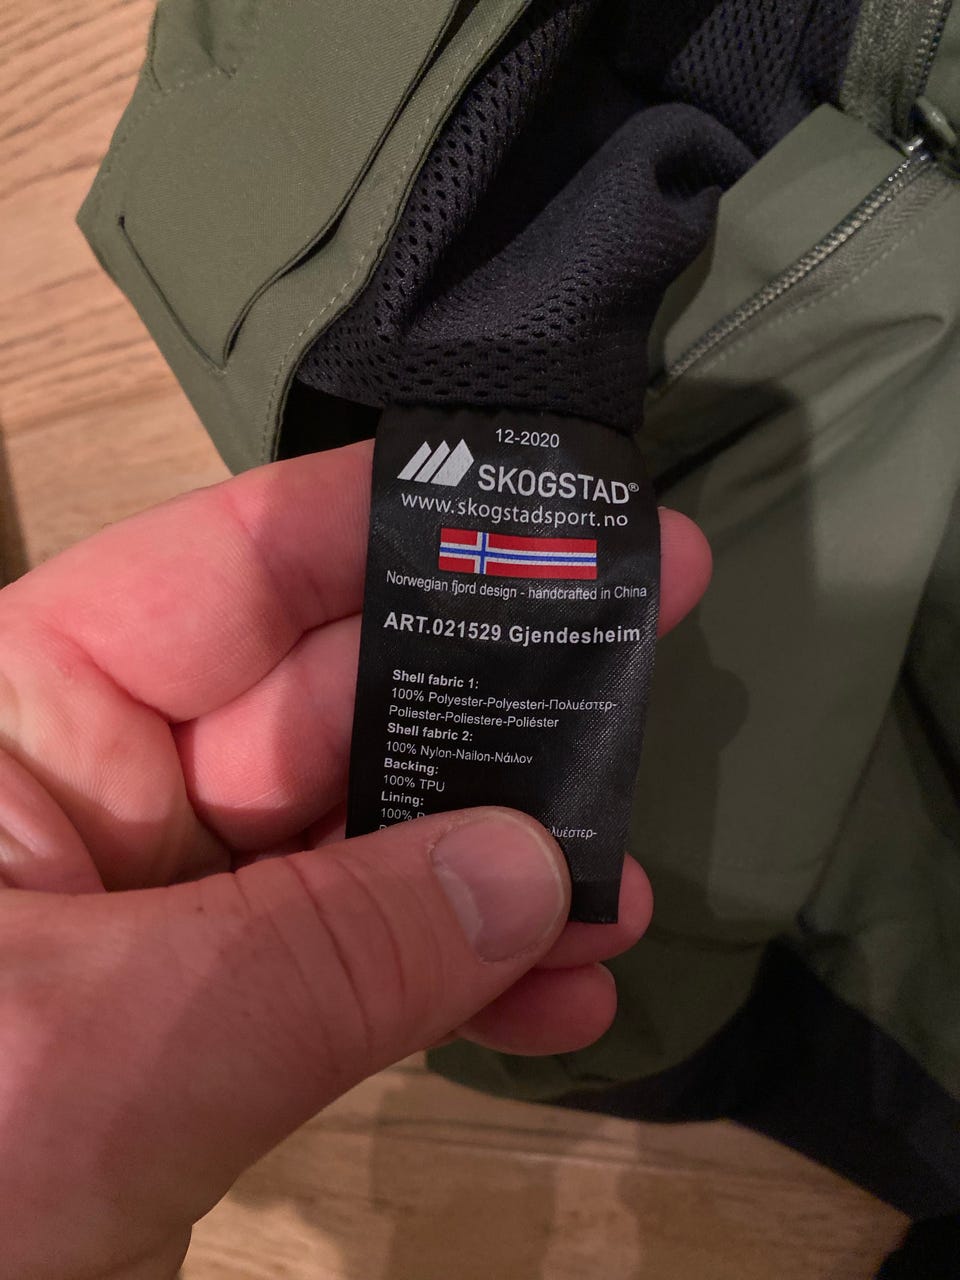 12-2020
SKOGSTAD®
www.skogstadsport.no
Norwegian fjord design - handcrafted in China
ART.021529 Gjendesheim
Shell fabric 1:
100% Polyester-Polyesteri-Πολυέστερ-
Poliester-Poliestere-Poliéster
Shell fabric 2:
100% Nylon-Nailon-Νάιλον
Backing:
100% TPU
Lining:
100%